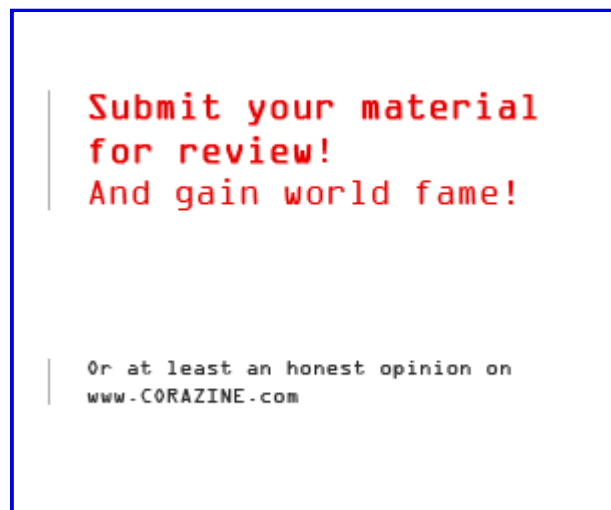 Submit your material
for review!
And gain world fame!
Or at least an honest opinion on
www.CORAZINE.com